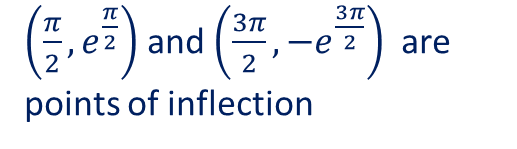 (π/2, e^(π/2)) and (3π/2, −e^(3π/2)) are
points of inflection